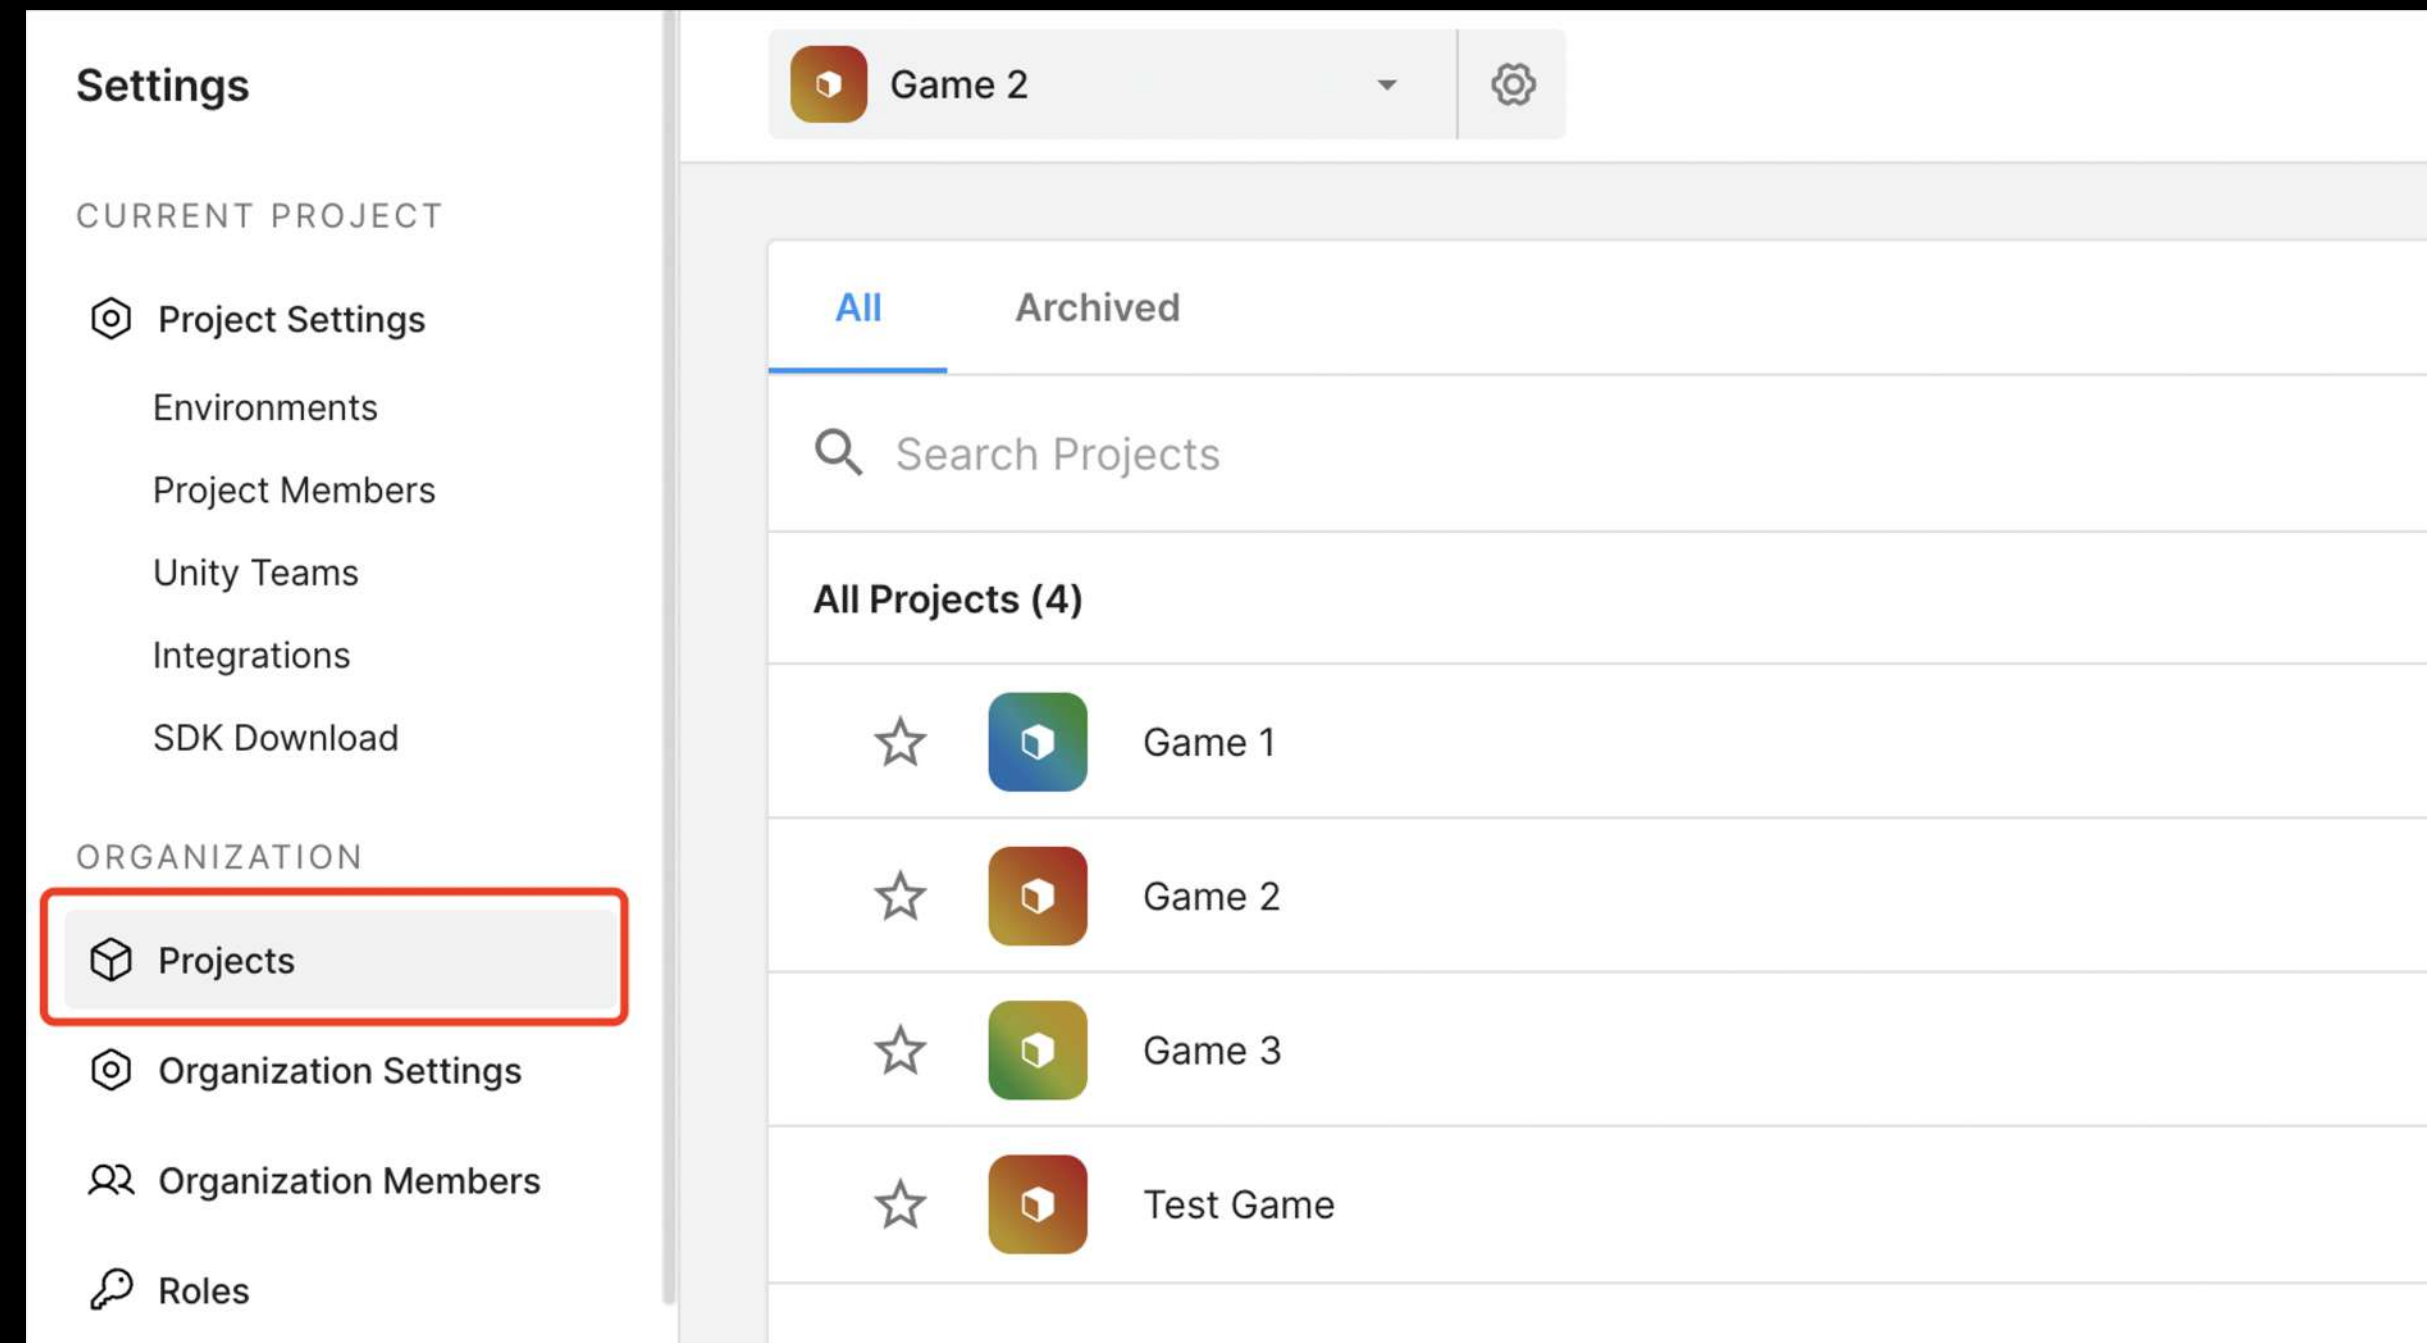 Settings
CURRENT PROJECT
Project Settings
Environments
Project Members
Unity Teams
Integrations
SDK Download
ORGANIZATION
Projects
Organization Settings
Organization Members
Roles
Game 2
All Archived
Search Projects
All Projects (4)
Game 1
Game 2
Game 3
Test Game